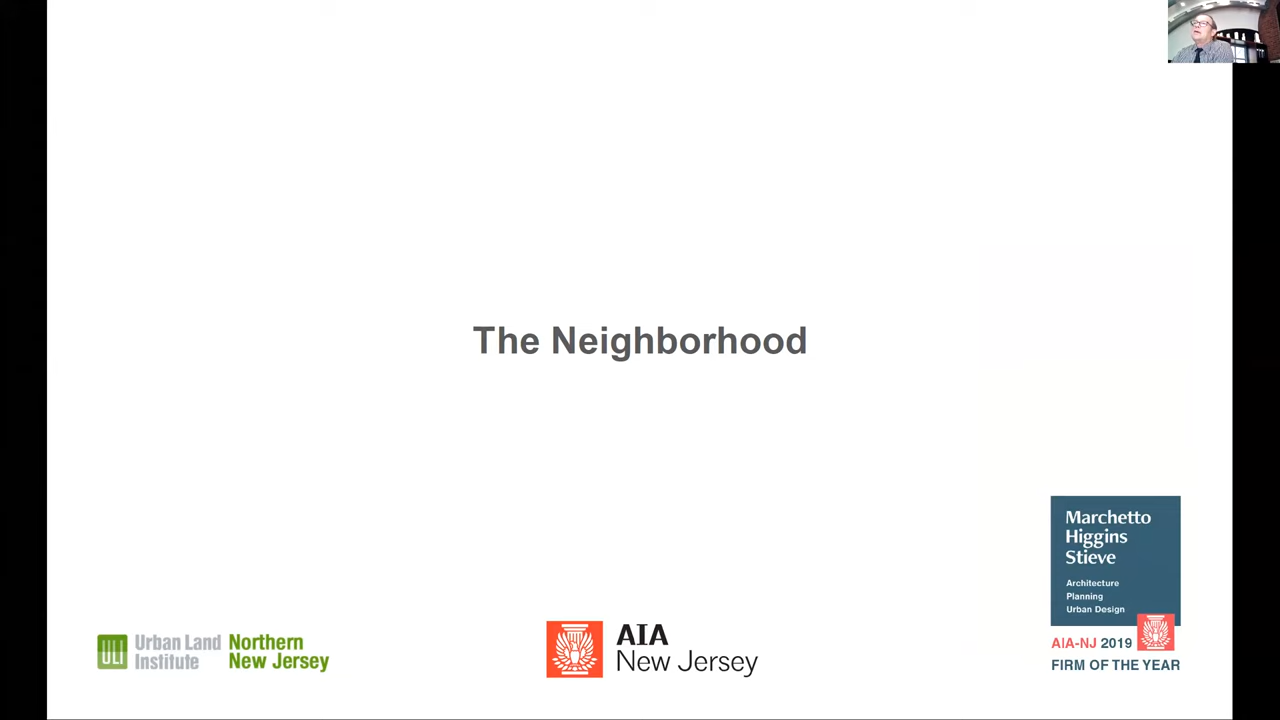 The Neighborhood
Marchetto
Higgins
Stieve
Architecture
Planning
Urban Design
AIA-NJ 2019
FIRM OF THE YEAR
ULI Urban Land Institute Northern New Jersey
AIA
New Jersey